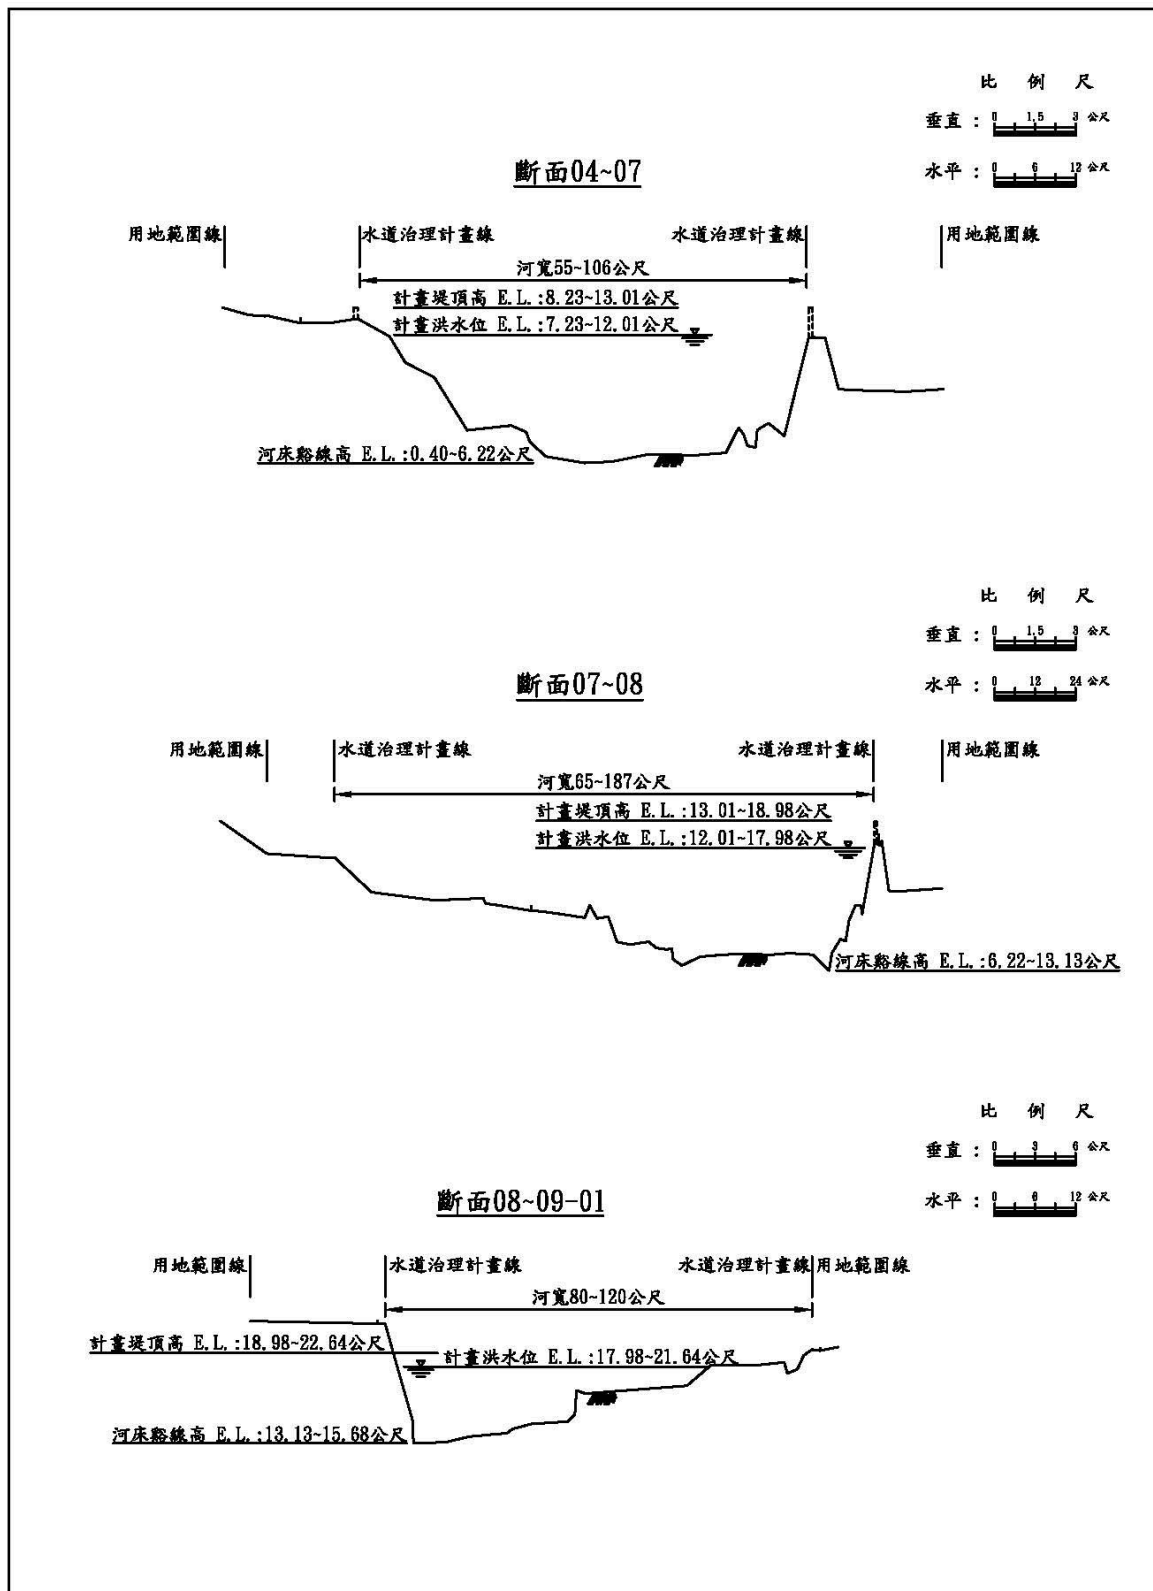 比 例 尺
垂直 : 0 1.5 3 公尺
水平 : 0 6 12 公尺
斷面04~07
用地範圍線 水道治理計畫線 水道治理計畫線 用地範圍線
河寬55~106公尺
計畫堤頂高 E.L.:8.23~13.01公尺
計畫洪水位 E.L.:7.23~12.01公尺
河床谿線高 E.L.:0.40~6.22公尺
比 例 尺
垂直 : 0 1.5 3 公尺
水平 : 0 12 24 公尺
斷面07~08
用地範圍線 水道治理計畫線 水道治理計畫線 用地範圍線
河寬65~187公尺
計畫堤頂高 E.L.:13.01~18.98公尺
計畫洪水位 E.L.:12.01~17.98公尺
河床谿線高 E.L.:6.22~13.13公尺
比 例 尺
垂直 : 0 3 6 公尺
水平 : 0 6 12 公尺
斷面08~09-01
用地範圍線 水道治理計畫線 水道治理計畫線 用地範圍線
河寬80~120公尺
計畫堤頂高 E.L.:18.98~22.64公尺
計畫洪水位 E.L.:17.98~21.64公尺
河床谿線高 E.L.:13.13~15.68公尺